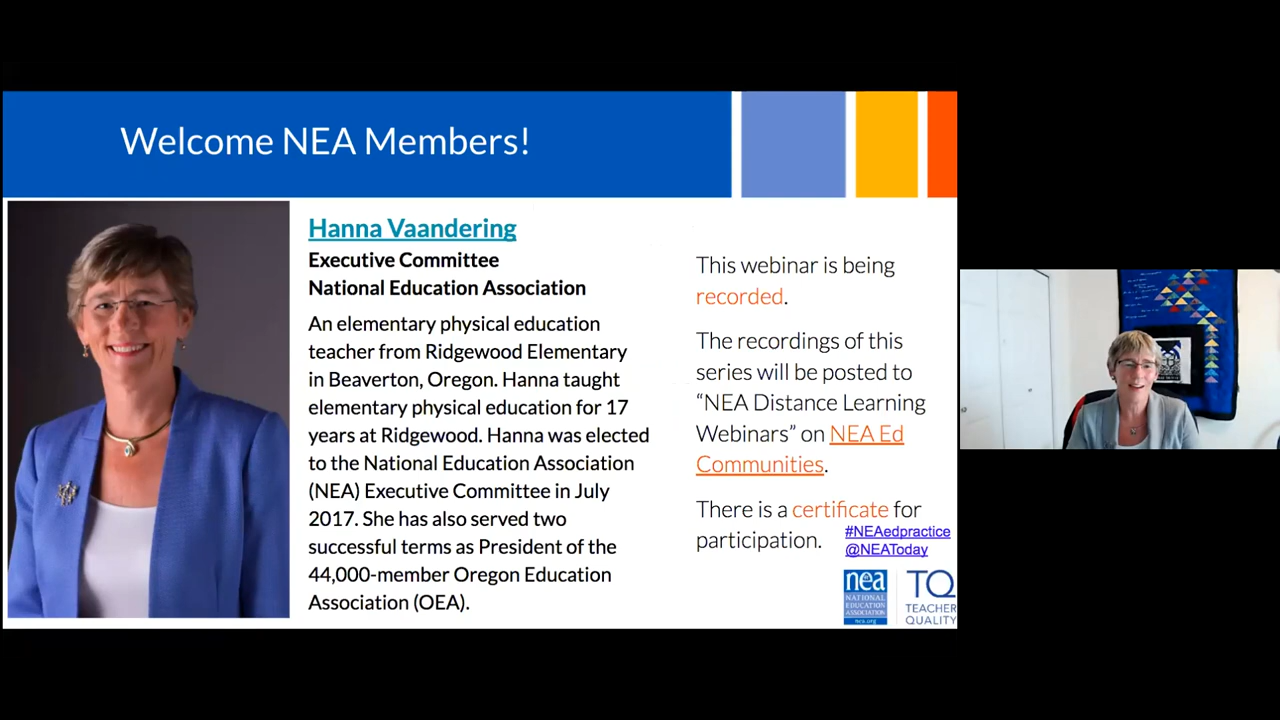 Welcome NEA Members!
Hanna Vaandering
Executive Committee
National Education Association
An elementary physical education
teacher from Ridgewood Elementary
in Beaverton, Oregon. Hanna taught
elementary physical education for 17
years at Ridgewood. Hanna was elected
to the National Education Association
(NEA) Executive Committee in July
2017. She has also served two
successful terms as President of the
44,000-member Oregon Education
Association (OEA).
This webinar is being
recorded.
The recordings of this
series will be posted to
“NEA Distance Learning
Webinars” on NEA Ed
Communities.
There is a certificate for
participation.
#NEAedpractice
@NEAToday
nea
NATIONAL
EDUCATION
ASSOCIATION
nea.org
TQ
TEACHER
QUALITY